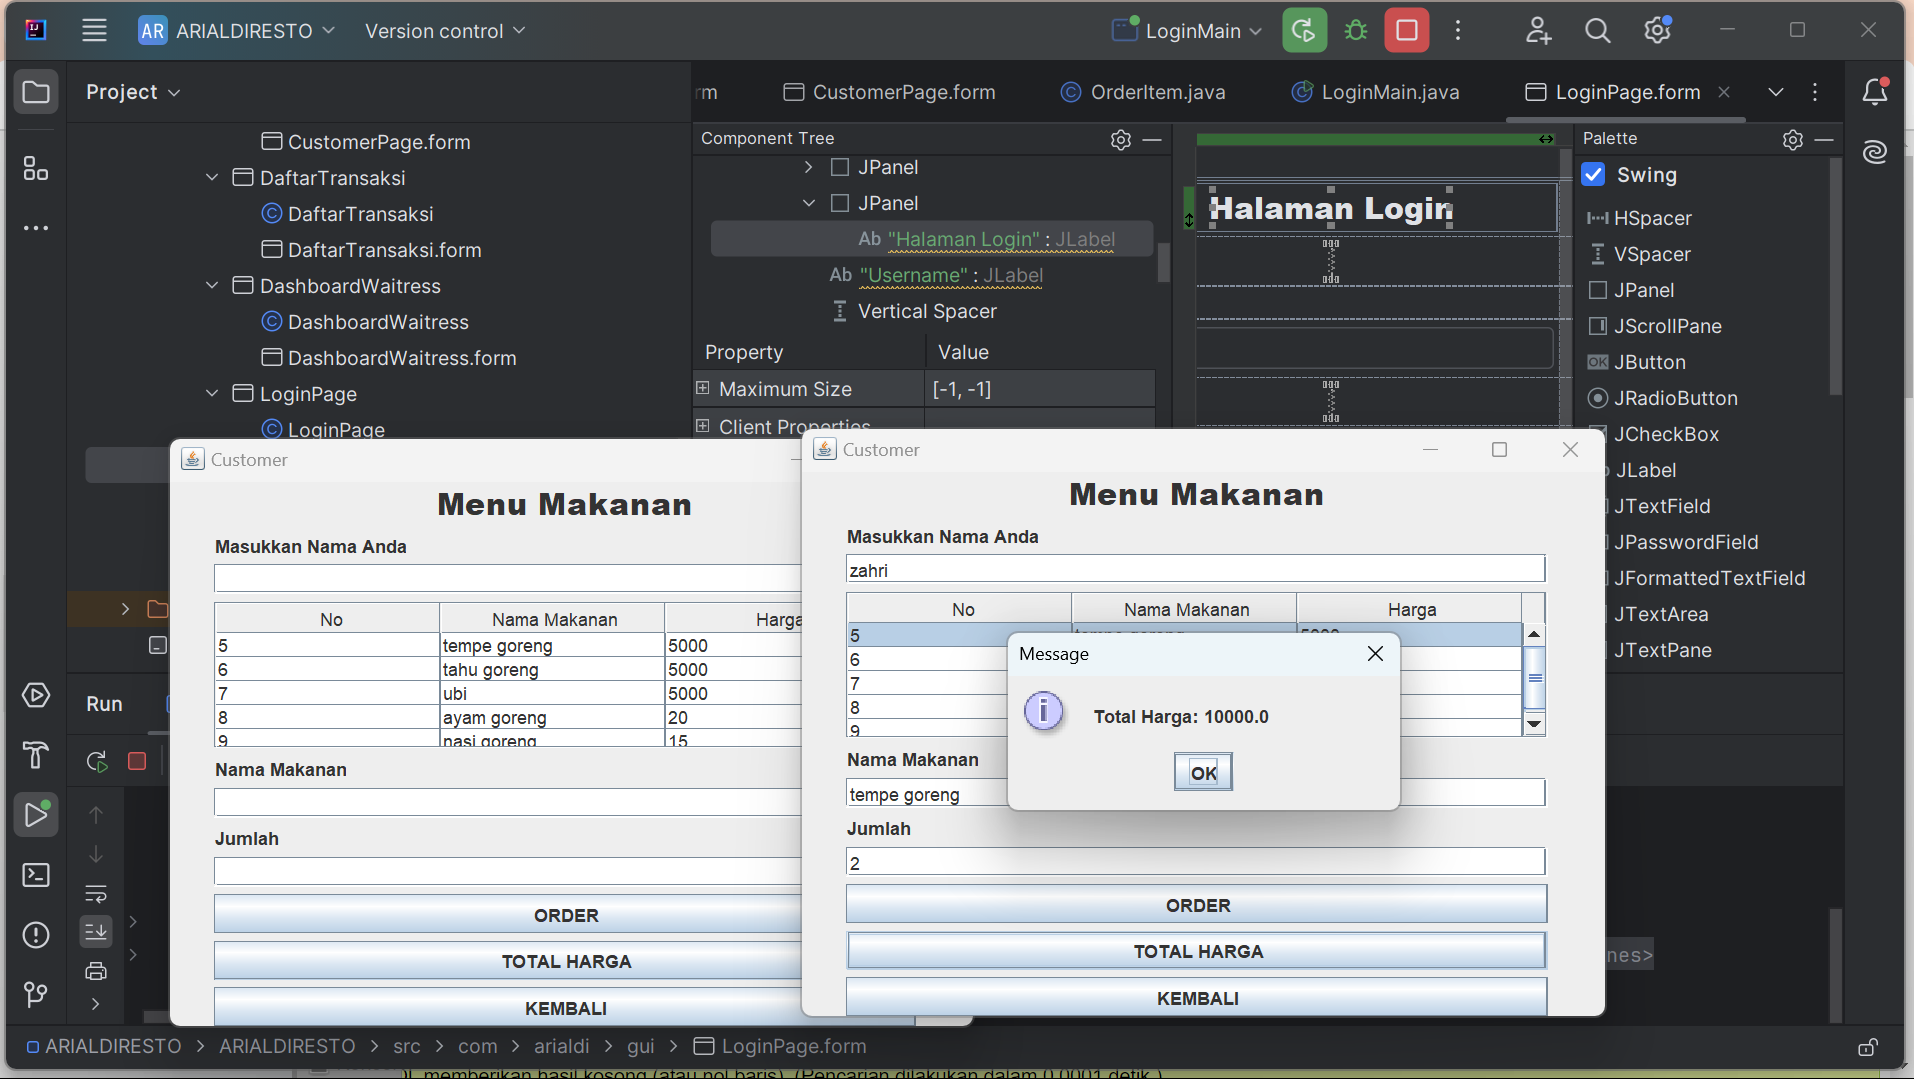 AR ARIALDIRESTO Version control LoginMain
Project
rm CustomerPage.form OrderItem.java LoginMain.java LoginPage.form
CustomerPage.form
DaftarTransaksi
DaftarTransaksi
DaftarTransaksi.form
DashboardWaitress
DashboardWaitress
DashboardWaitress.form
LoginPage
LoginPage
Component Tree
JPanel
JPanel
Ab "Halaman Login" : JLabel
Ab "Username" : JLabel
Vertical Spacer
Property Value
Maximum Size [-1, -1]
Client Properties
Halaman Login
Palette
Swing
HSpacer
VSpacer
JPanel
JScrollPane
OK JButton
JRadioButton
JCheckBox
JLabel
JTextField
JPasswordField
JFormattedTextField
JTextArea
JTextPane
Run
Customer
Menu Makanan
Masukkan Nama Anda
No Nama Makanan Harga
5 tempe goreng 5000
6 tahu goreng 5000
7 ubi 5000
8 ayam goreng 20
9 nasi goreng 15
Nama Makanan
Jumlah
ORDER
TOTAL HARGA
KEMBALI
Customer
Menu Makanan
Masukkan Nama Anda
zahri
No Nama Makanan Harga
5 tempe goreng 5000
6
7
8
9
Message
Total Harga: 10000.0
OK
Nama Makanan
tempe goreng
Jumlah
2
ORDER
TOTAL HARGA
KEMBALI
nes>
ARIALDIRESTO > ARIALDIRESTO > src > com > arialdi > gui > LoginPage.form
memberikan hasil kosong (atau nol baris). (Pencarian dilakukan dalam 0,0001 detik.)